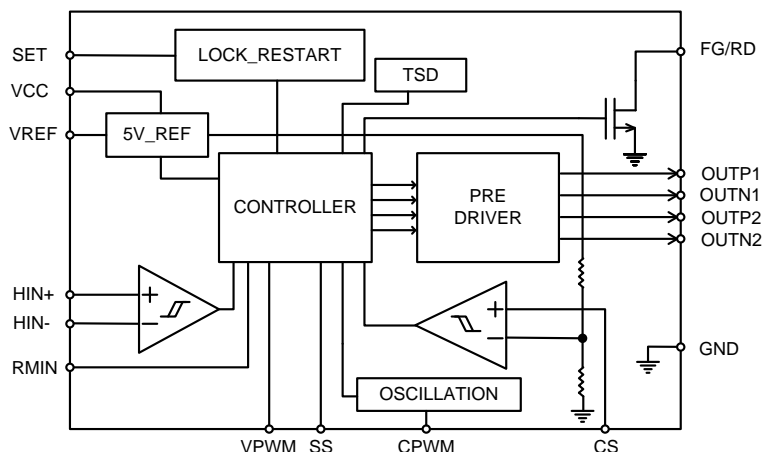 SET
LOCK_RESTART
FG/RD
TSD
VCC
VREF
5V_REF
CONTROLLER
PRE
DRIVER
OUTP1
OUTN1
OUTP2
OUTN2
HIN+
+
HIN-
−
+
−
RMIN
GND
OSCILLATION
VPWM
SS
CPWM
CS